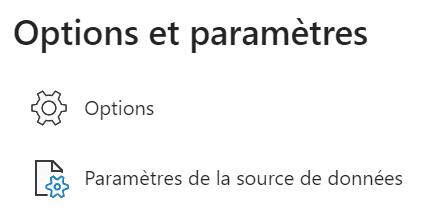 Options et paramètres
Options
Paramètres de la source de données